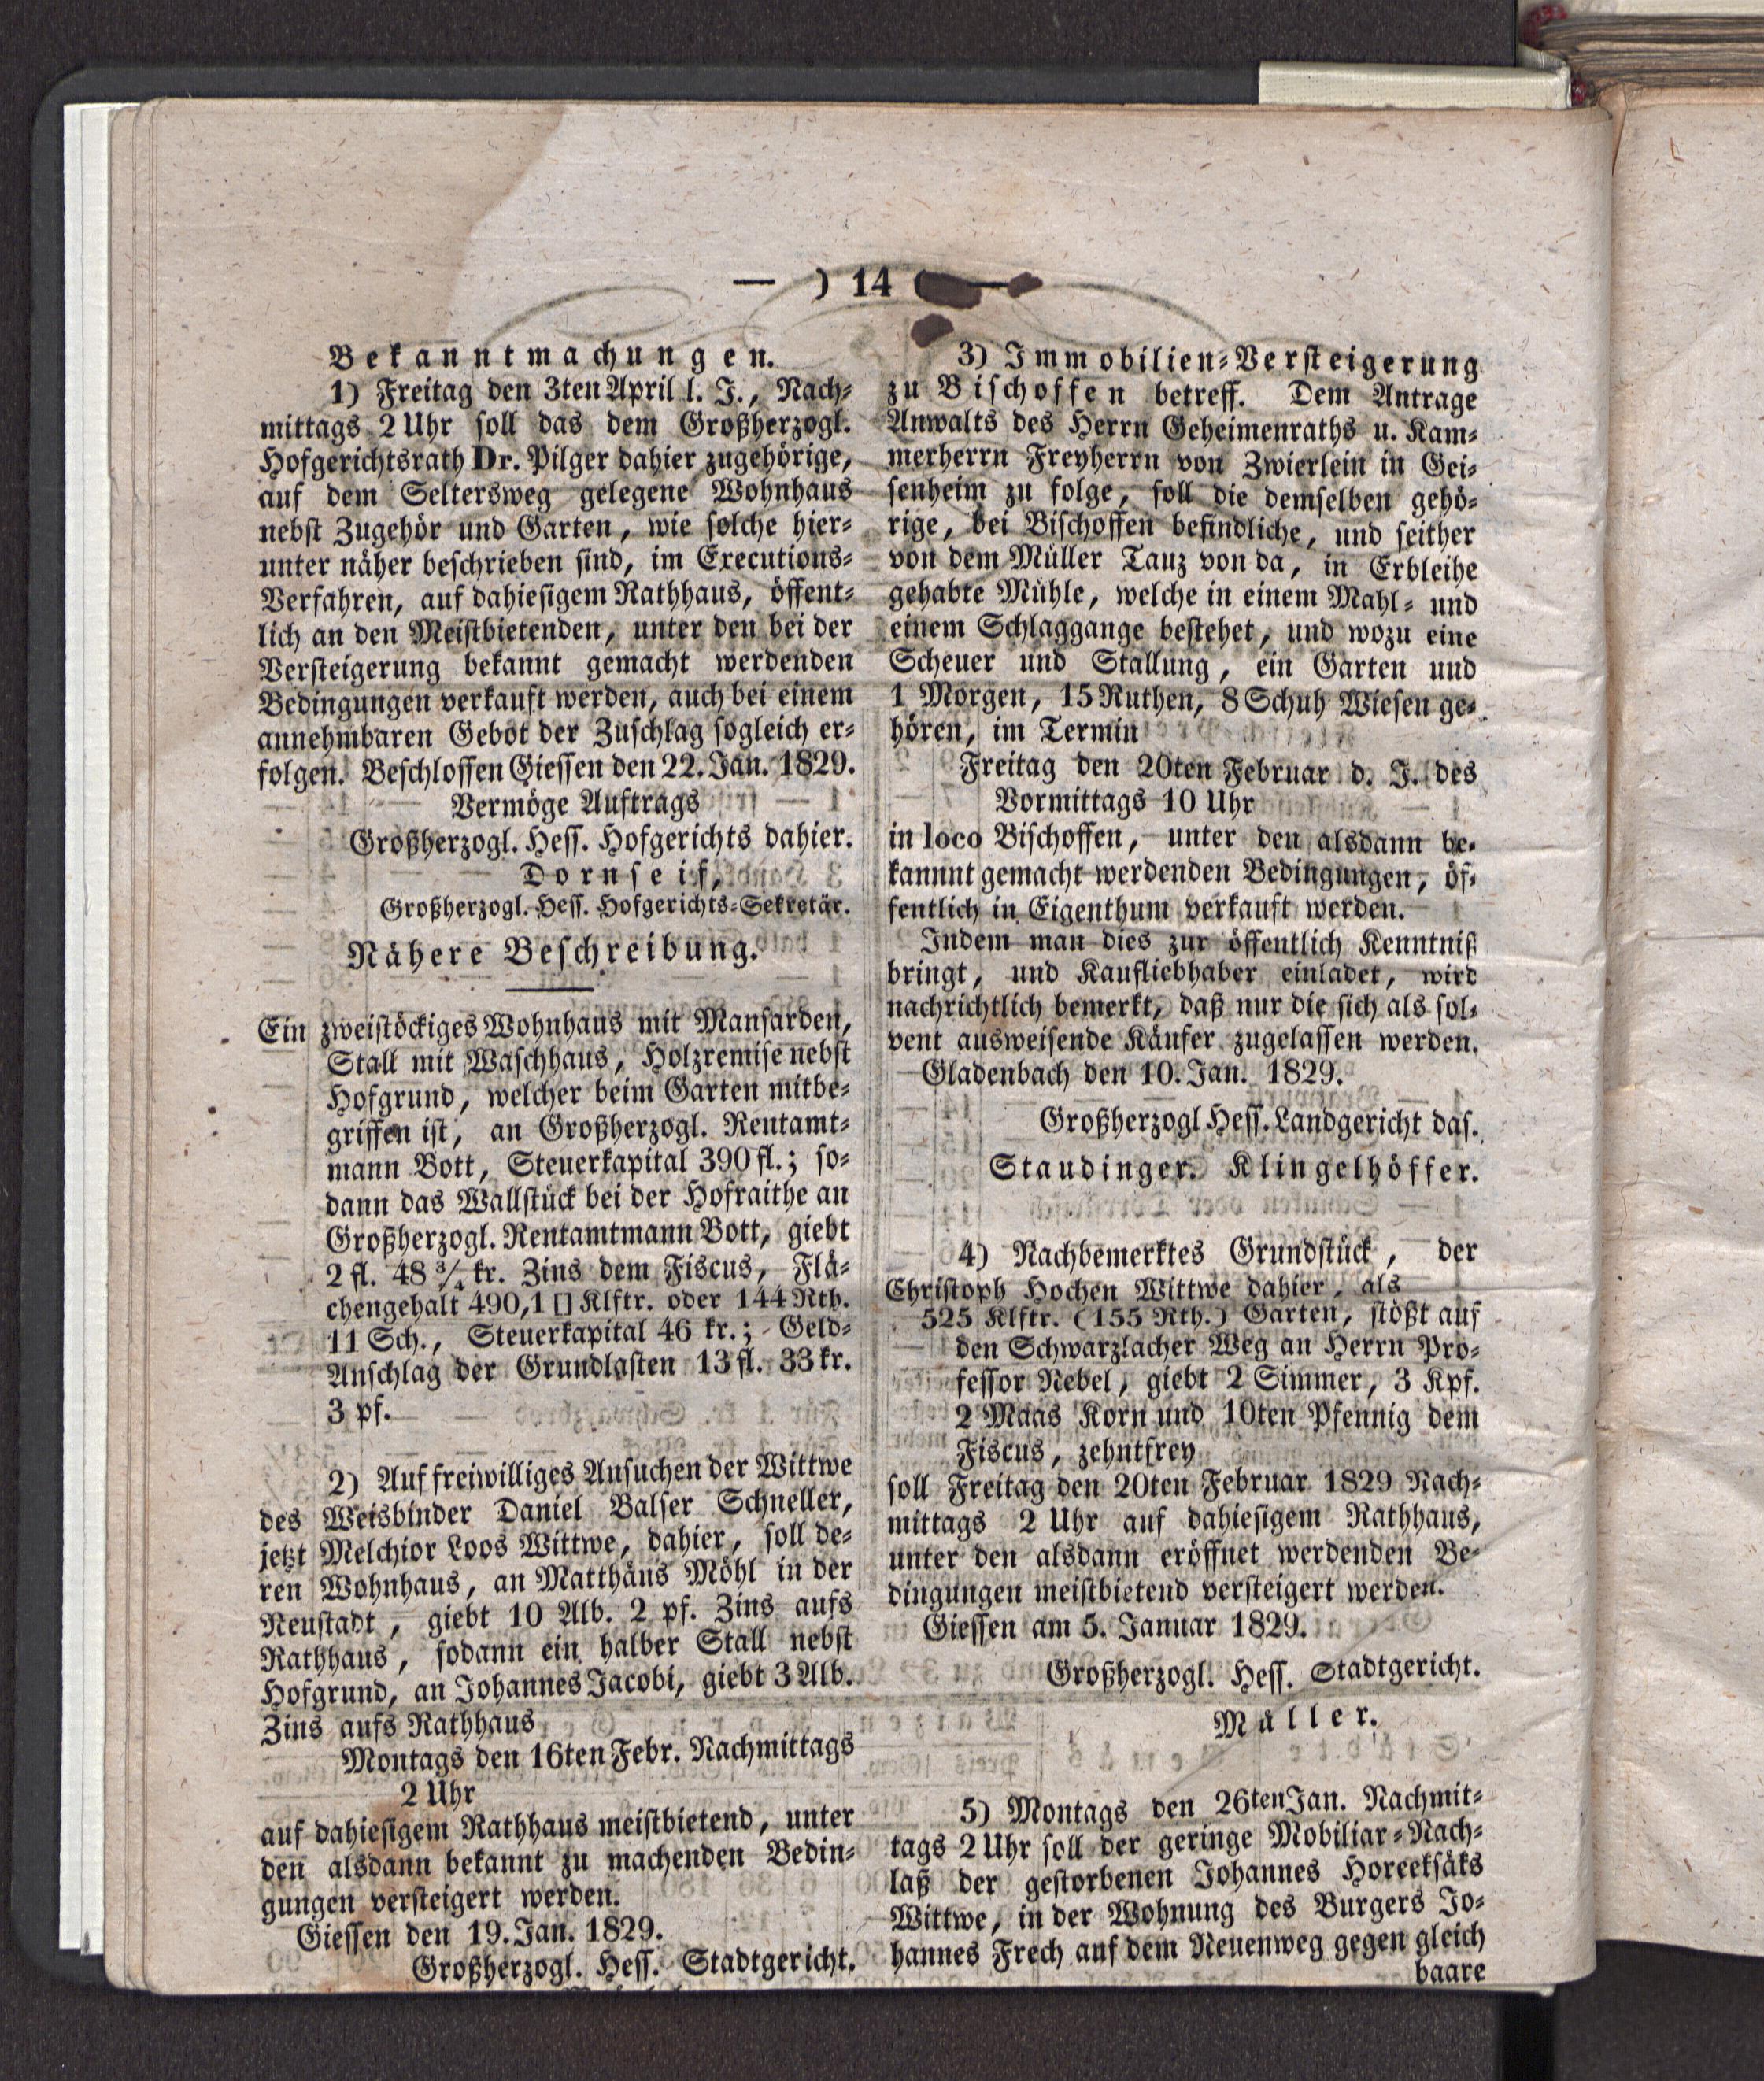 — ) 14 ( —
Bekanntmachungen.
1) Freitag den 3ten April l. J., Nach-
mittags 2 Uhr soll das dem Großherzogl.
Hofgerichtsrath Dr. Pilger dahier zugehörige,
auf dem Seltersweg gelegene Wohnhaus
nebst Zugehör und Garten, wie solche hier-
unter näher beschrieben sind, im Executions-
Verfahren, auf dahiesigem Rathhaus, öffent-
lich an den Meistbietenden, unter den bei der
Versteigerung bekannt gemacht werdenden
Bedingungen verkauft werden, auch bei einem
annehmbaren Gebot der Zuschlag sogleich er-
folgen. Beschlossen Giessen den 22. Jan. 1829.
Vermöge Auftrags
Großherzogl. Hess. Hofgerichts dahier.
Dornseif,
Großherzogl. Hess. Hofgerichts-Sekretär.
Nähere Beschreibung.
Ein zweistöckiges Wohnhaus mit Mansarden,
Stall mit Waschhaus, Holzremise nebst
Hofgrund, welcher beim Garten mitbe-
griffen ist, an Großherzogl. Rentamt-
mann Bott, Steuerkapital 390 fl.; so-
dann das Wallstück bei der Hofraithe an
Großherzogl. Rentamtmann Bott, giebt
2 fl. 48 3/4 kr. Zins dem Fiscus, Flä-
chengehalt 490,1 [] Klftr. oder 144 Rth.
11 Sch., Steuerkapital 46 kr.; Geld-
Anschlag der Grundlasten 13 fl. 33 kr.
3 pf.
2) Auf freiwilliges Ansuchen der Wittwe
des Weisbinder Daniel Balser Schneller,
jetzt Melchior Loos Wittwe, dahier, soll de-
ren Wohnhaus, an Matthäus Möhl in der
Neustadt, giebt 10 Alb. 2 pf. Zins aufs
Rathhaus, sodann ein halber Stall nebst
Hofgrund, an Johannes Jacobi, giebt 3 Alb.
Zins aufs Rathhaus
Montags den 16ten Febr. Nachmittags
2 Uhr
auf dahiesigem Rathhaus meistbietend, unter
den alsdann bekannt zu machenden Bedin-
gungen versteigert werden.
Giessen den 19. Jan. 1829.
Großherzogl. Hess. Stadtgericht.
3) Immobilien-Versteigerung
zu Bischoffen betreff. Dem Antrage
Anwalts des Herrn Geheimenraths u. Kam-
merherrn Freyherrn von Zwierlein in Gei-
senheim zu folge, soll die demselben gehö-
rige, bei Bischoffen befindliche, und seither
von dem Müller Tauz von da, in Erbleihe
gehabte Mühle, welche in einem Mahl- und
einem Schlaggange bestehet, und wozu eine
Scheuer und Stallung, ein Garten und
1 Morgen, 15 Ruthen, 8 Schuh Wiesen ge-
hören, im Termin
Freitag den 20ten Februar d. J. des
Vormittags 10 Uhr
in loco Bischoffen, unter den alsdann be-
kannnt gemacht werdenden Bedingungen, öf-
fentlich in Eigenthum verkauft werden.
Indem man dies zur öffentlich Kenntniß
bringt, und Kaufliebhaber einladet, wird
nachrichtlich bemerkt, daß nur die sich als sol-
vent ausweisende Käufer zugelassen werden.
Gladenbach den 10. Jan. 1829.
Großherzogl Hess. Landgericht das.
Staudinger. Klingelhöffer.
4) Nachbemerktes Grundstück, der
Christoph Hochen Wittwe dahier, als
525 Klftr. (155 Rth.) Garten, stößt auf
den Schwarzlacher Weg an Herrn Pro-
fessor Nebel, giebt 2 Simmer, 3 Kpf.
2 Maas Korn und 10ten Pfennig dem
Fiscus, zehntfrey
soll Freitag den 20ten Februar 1829 Nach-
mittags 2 Uhr auf dahiesigem Rathhaus,
unter den alsdann eröffnet werdenden Be-
dingungen meistbietend versteigert werden.
Giessen am 5. Januar 1829.
Großherzogl. Hess. Stadtgericht.
Müller.
5) Montags den 26ten Jan. Nachmit-
tags 2 Uhr soll der geringe Mobiliar-Nach-
laß der gestorbenen Johannes Horeeksäks
Wittwe, in der Wohnung des Burgers Jo-
hannes Frech auf dem Neuenweg gegen gleich
baare